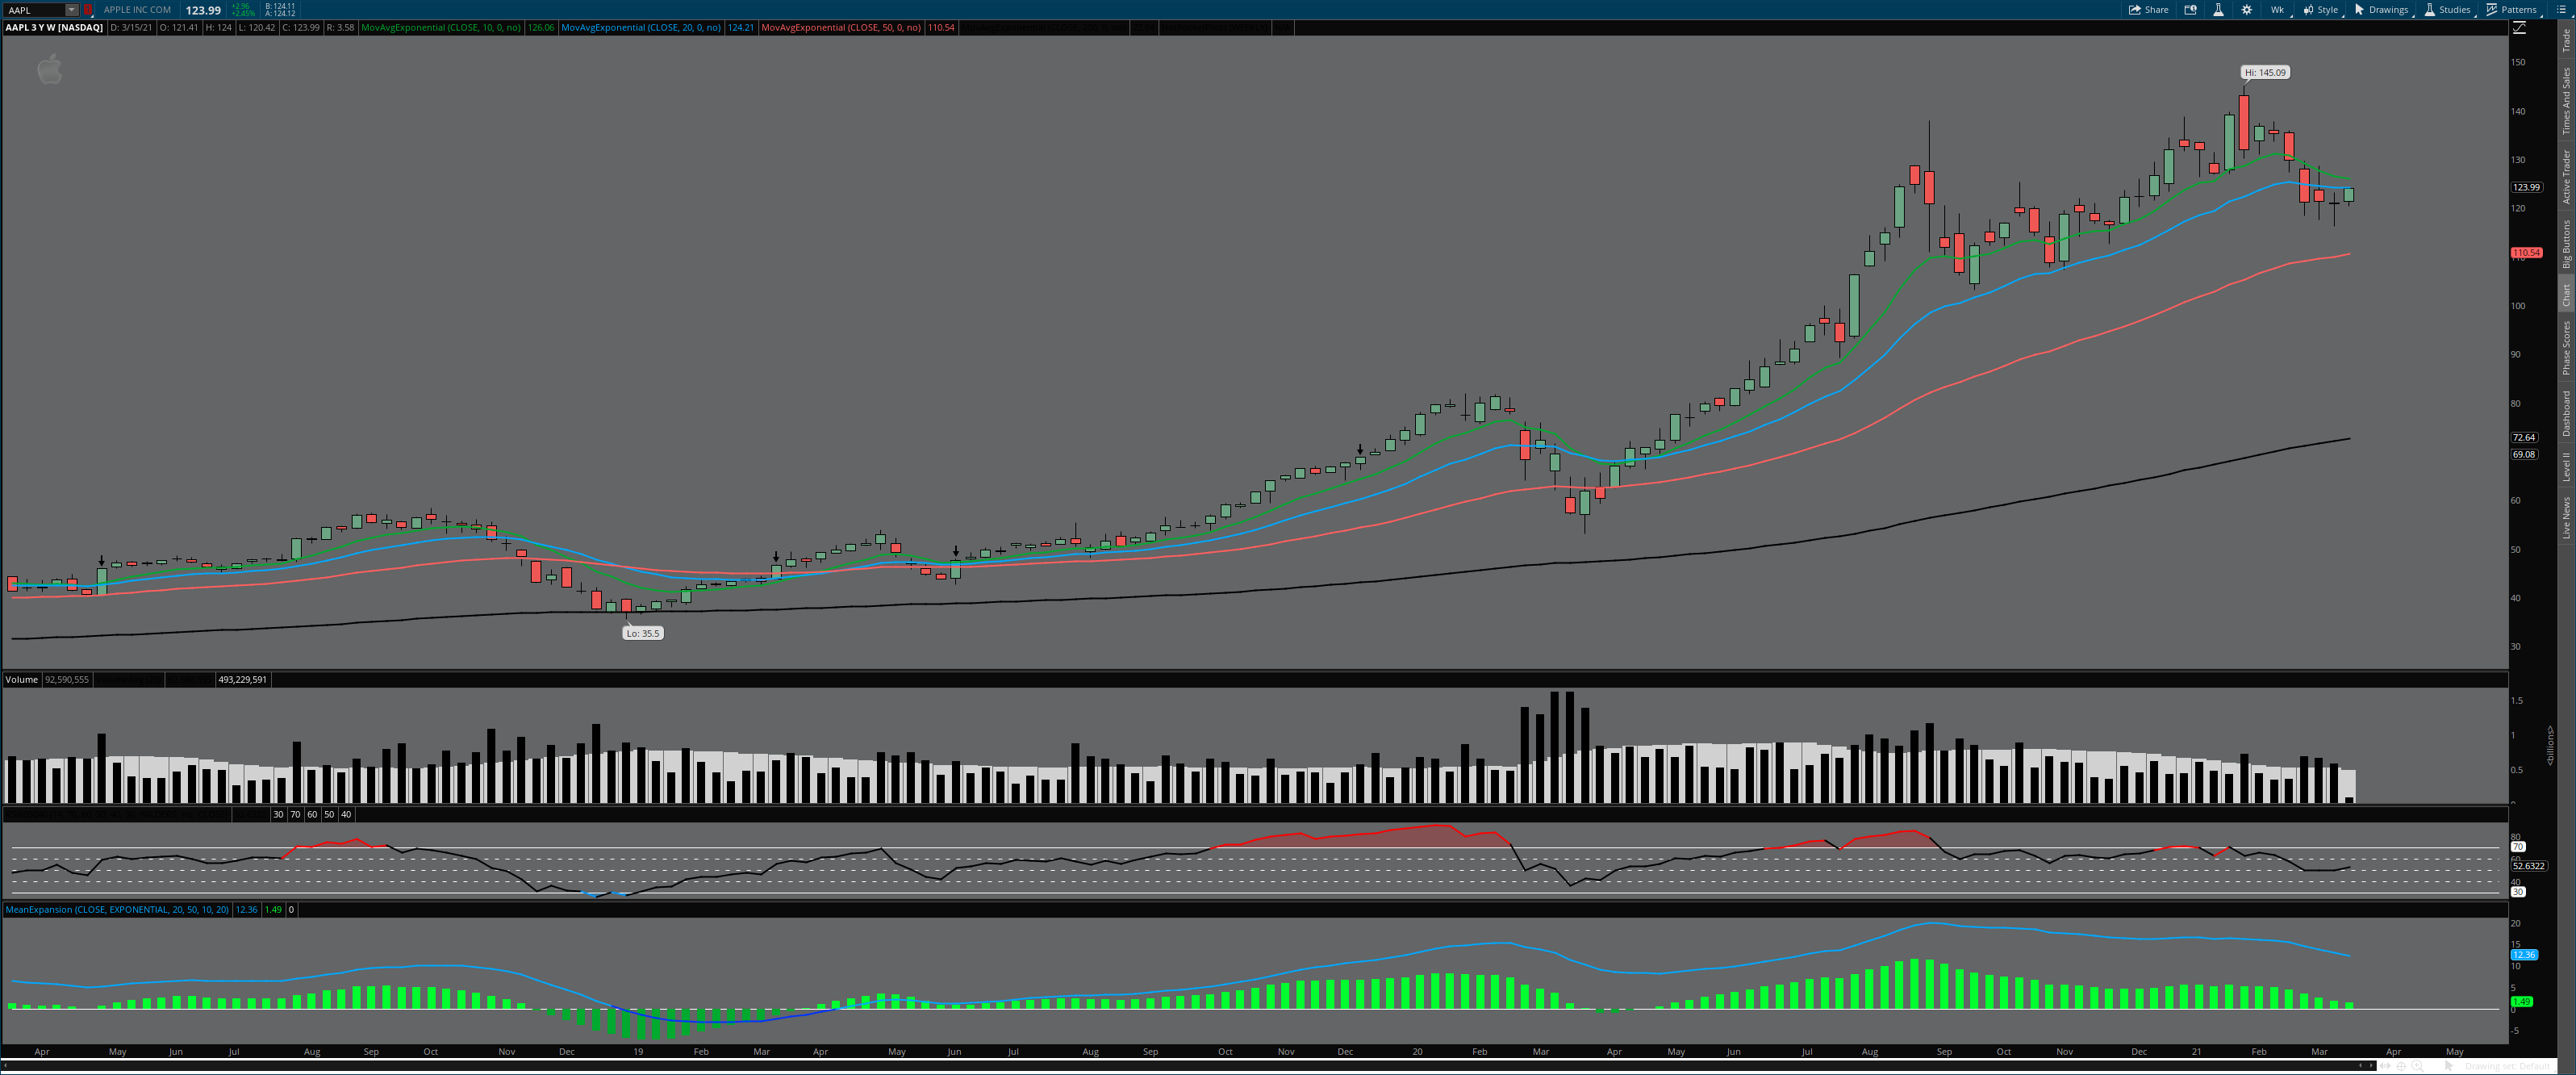 AAPL APPLE INC COM 123.99 +2.96 B: 124.11
+2.45% A: 124.12
Share Wk Style Drawings Studies Patterns
AAPL 3 Y W [NASDAQ] D: 3/15/21 O: 121.41 H: 124 L: 120.42 C: 123.99 R: 3.58 MovAvgExponential (CLOSE, 10, 0, no) 126.06 MovAvgExponential (CLOSE, 20, 0, no) 124.21 MovAvgExponential (CLOSE, 50, 0, no) 110.54
Hi: 145.09
Lo: 35.5
150
140
130
123.99
120
110.54
100
90
80
72.64
69.08
60
50
40
30
Volume 92,590,555 493,229,591
1.5
1
0.5
0
<billions>
30 70 60 50 40
80
70
60
52.6322
40
30
MeanExpansion (CLOSE, EXPONENTIAL, 20, 50, 10, 20) 12.36 1.49 0
20
15
12.36
10
5
1.49
0
-5
Apr May Jun Jul Aug Sep Oct Nov Dec 19 Feb Mar Apr May Jun Jul Aug Sep Oct Nov Dec 20 Feb Mar Apr May Jun Jul Aug Sep Oct Nov Dec 21 Feb Mar Apr May
Drawing set: Default
Trade
Times And Sales
Active Trader
Big Buttons
Chart
Phase Scores
Dashboard
Level II
Live News